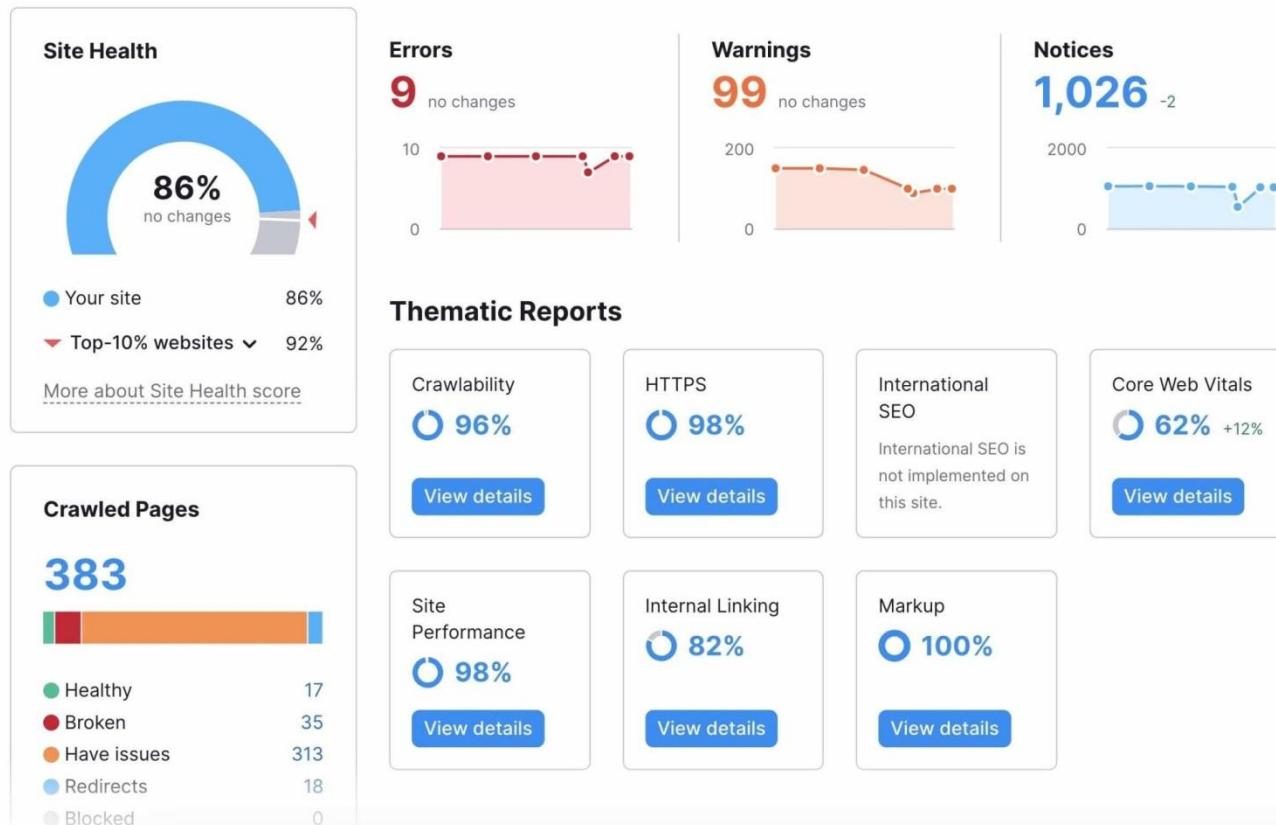 Site Health
86%
no changes
Your site 86%
Top-10% websites 92%
More about Site Health score
Errors
9 no changes
10
0
Warnings
99 no changes
200
0
Notices
1,026 -2
2000
0
Thematic Reports
Crawlability
96%
View details
HTTPS
98%
View details
International
SEO
International SEO is
not implemented on
this site.
Core Web Vitals
62% +12%
View details
Crawled Pages
383
Healthy 17
Broken 35
Have issues 313
Redirects 18
Blocked 0
Site
Performance
98%
View details
Internal Linking
82%
View details
Markup
100%
View details